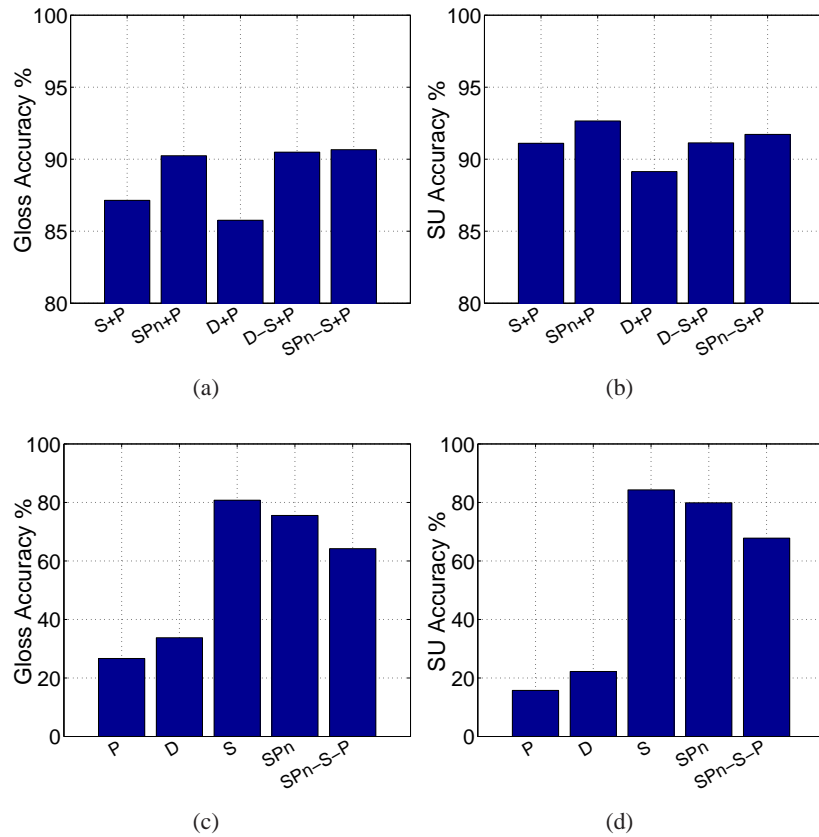 100
95
90
85
80
Gloss Accuracy %
S+P
SPn+P
D+P
D−S+P
SPn−S+P
(a)
100
95
90
85
80
SU Accuracy %
S+P
SPn+P
D+P
D−S+P
SPn−S+P
(b)
100
80
60
40
20
0
Gloss Accuracy %
P
D
S
SPn
SPn−S−P
(c)
100
80
60
40
20
0
SU Accuracy %
P
D
S
SPn
SPn−S−P
(d)